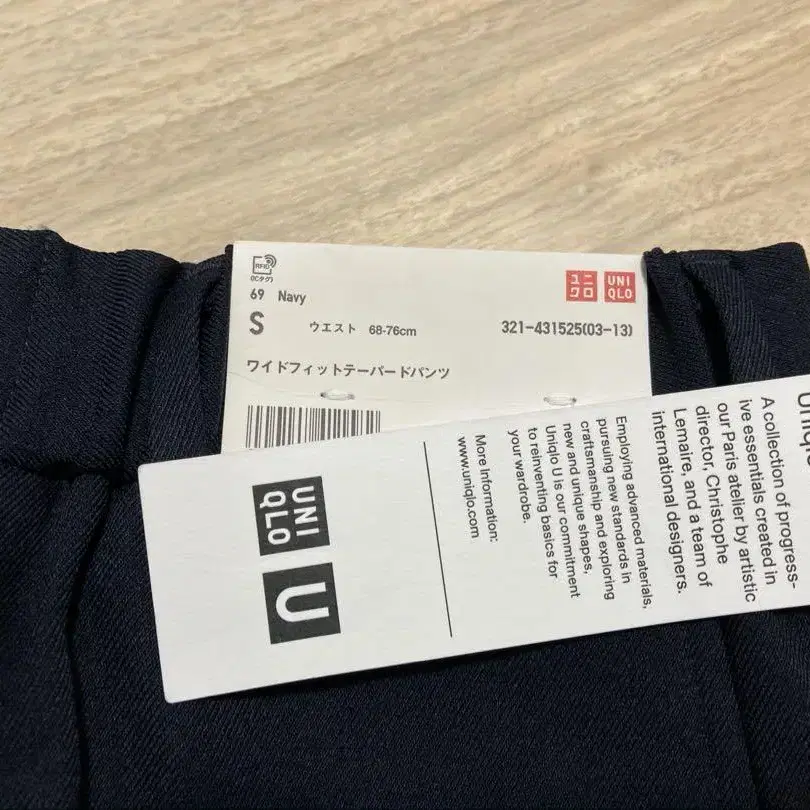 RFID
(ICタグ)
69 Navy
S ウエスト 68-76cm
321-431525(03-13)
ユニ
クロ
UNI
QLO
ワイドフィットテーパードパンツ
A collection of progress-
ive essentials created in
our Paris atelier by artistic
director, Christophe
Lemaire, and a team of
international designers.
Employing advanced materials,
pursuing new standards in
craftsmanship and exploring
new and unique shapes,
Uniqlo U is our commitment
to reinventing basics for
your wardrobe.
More Information:
www.uniqlo.com
UNI
QLO
U